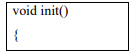 void init()
{